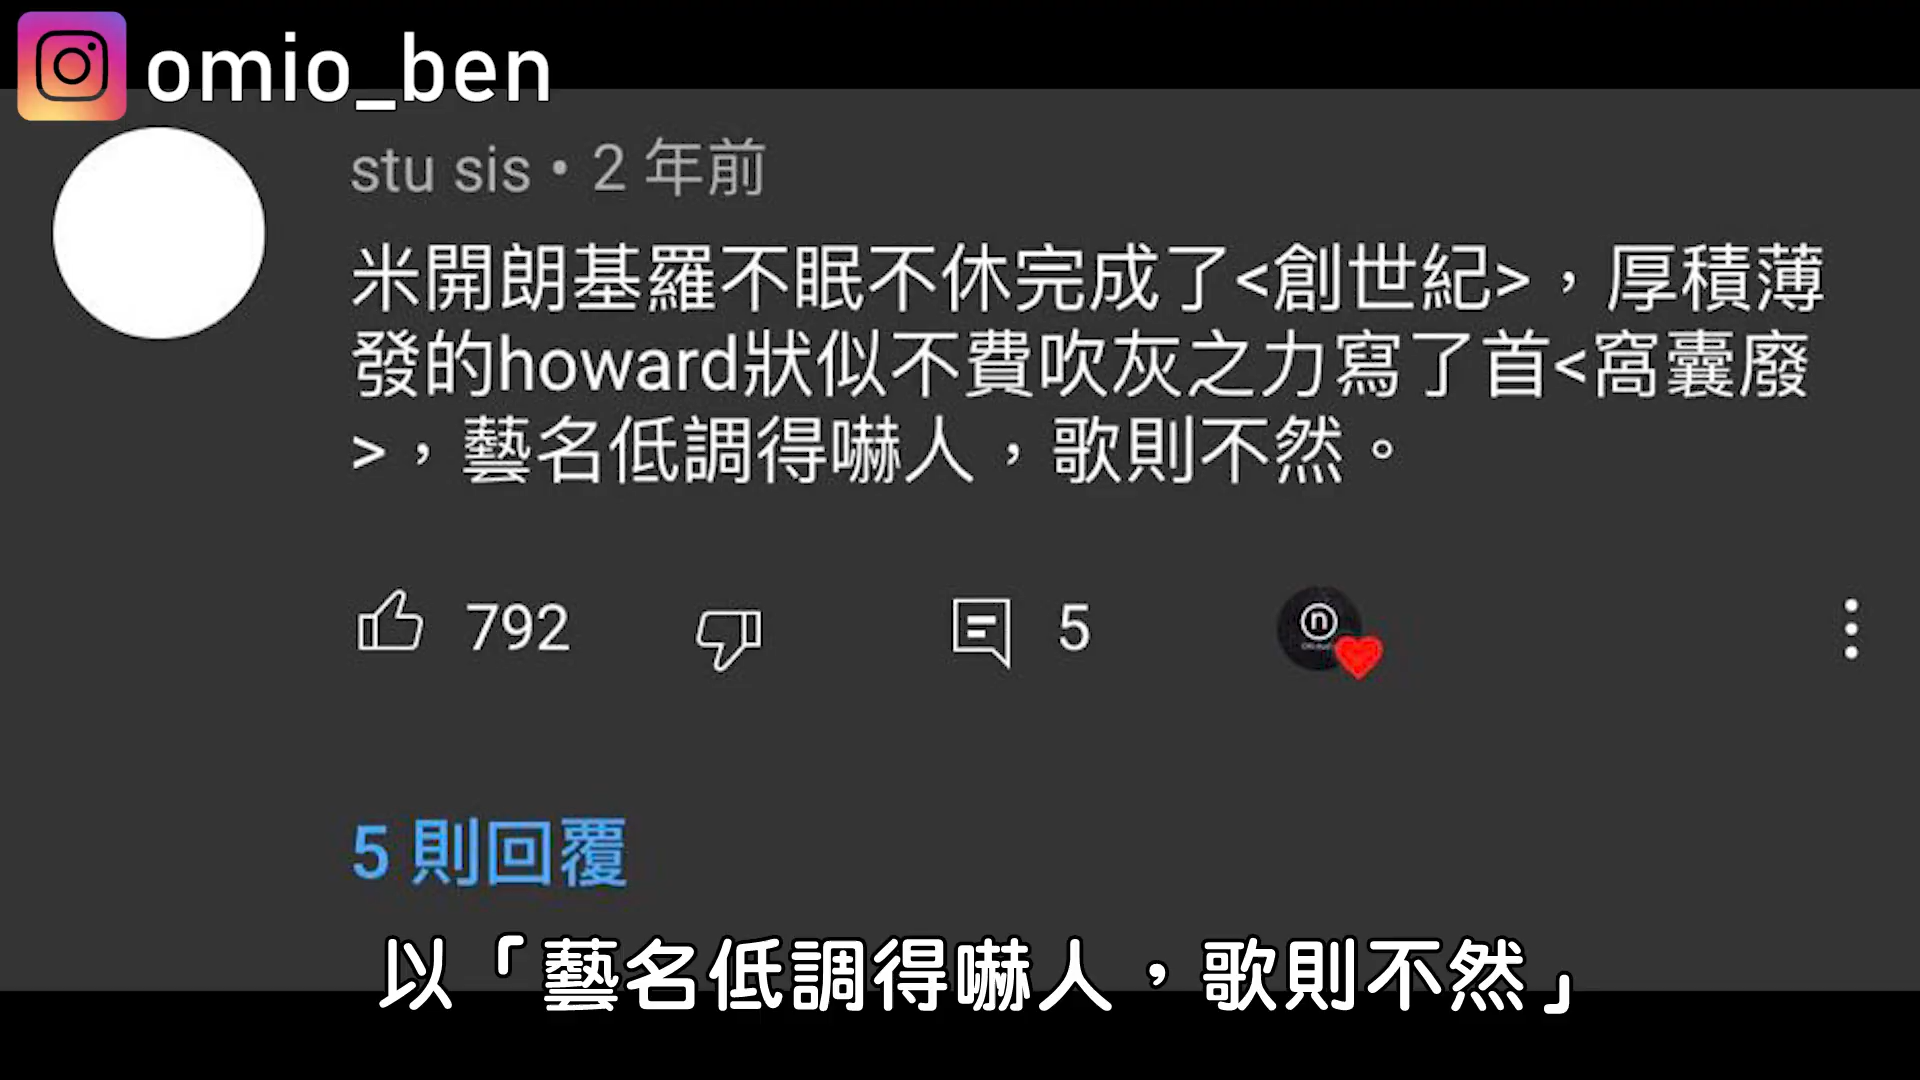 omio_ben
stu sis • 2 年前
米開朗基羅不眠不休完成了<創世紀>，厚積薄
發的howard狀似不費吹灰之力寫了首<窩囊廢
>，藝名低調得嚇人，歌則不然。
792
5
n
5 則回覆
以「藝名低調得嚇人，歌則不然」